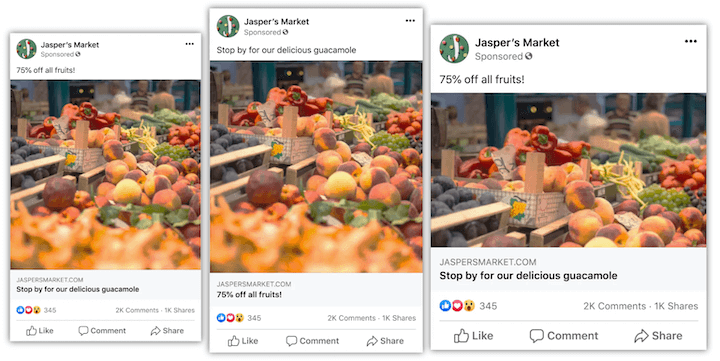 Jasper's Market
Sponsored
75% off all fruits!
JASPERSMARKET.COM
Stop by for our delicious guacamole
345
2K Comments · 1K Shares
Like Comment Share
Jasper's Market
Sponsored
Stop by for our delicious guacamole
JASPERSMARKET.COM
75% off all fruits!
345
2K Comments · 1K Shares
Like Comment Share
Jasper's Market
Sponsored
75% off all fruits!
JASPERSMARKET.COM
Stop by for our delicious guacamole
345
2K Comments · 1K Shares
Like Comment Share